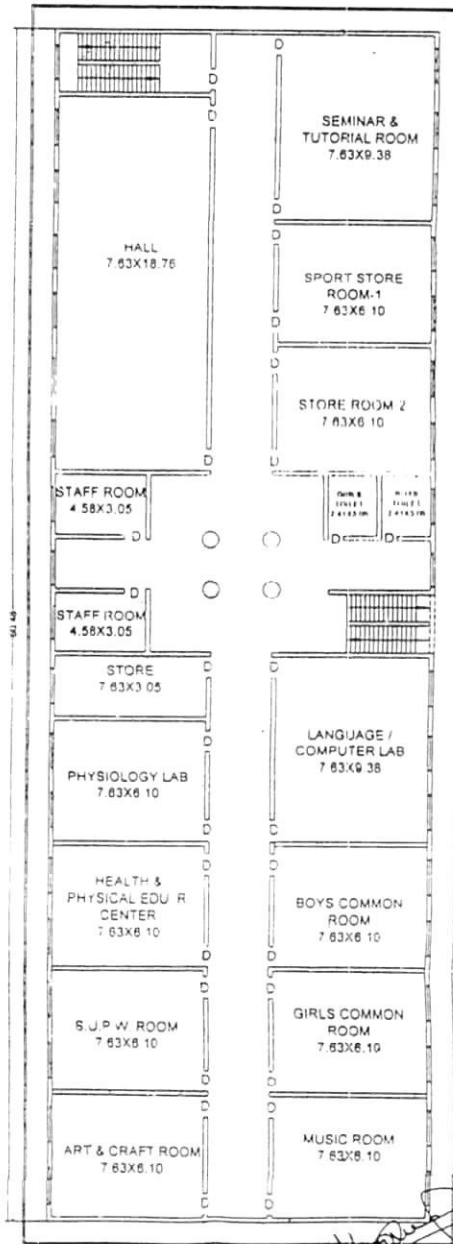 SEMINAR &
TUTORIAL ROOM
7.63X9.38
HALL
7.63X18.76
SPORT STORE
ROOM-1
7.63X6.10
STORE ROOM 2
7.63X6.10
STAFF ROOM
4.58X3.05
TOILET
TOILET
STAFF ROOM
4.58X3.05
STORE
7.63X3.05
LANGUAGE /
COMPUTER LAB
7.63X9.38
PHYSIOLOGY LAB
7.63X6.10
HEALTH &
PHYSICAL EDU R
CENTER
7.63X6.10
BOYS COMMON
ROOM
7.63X6.10
S.U.P.W. ROOM
7.63X6.10
GIRLS COMMON
ROOM
7.63X6.10
ART & CRAFT ROOM
7.63X6.10
MUSIC ROOM
7.63X6.10